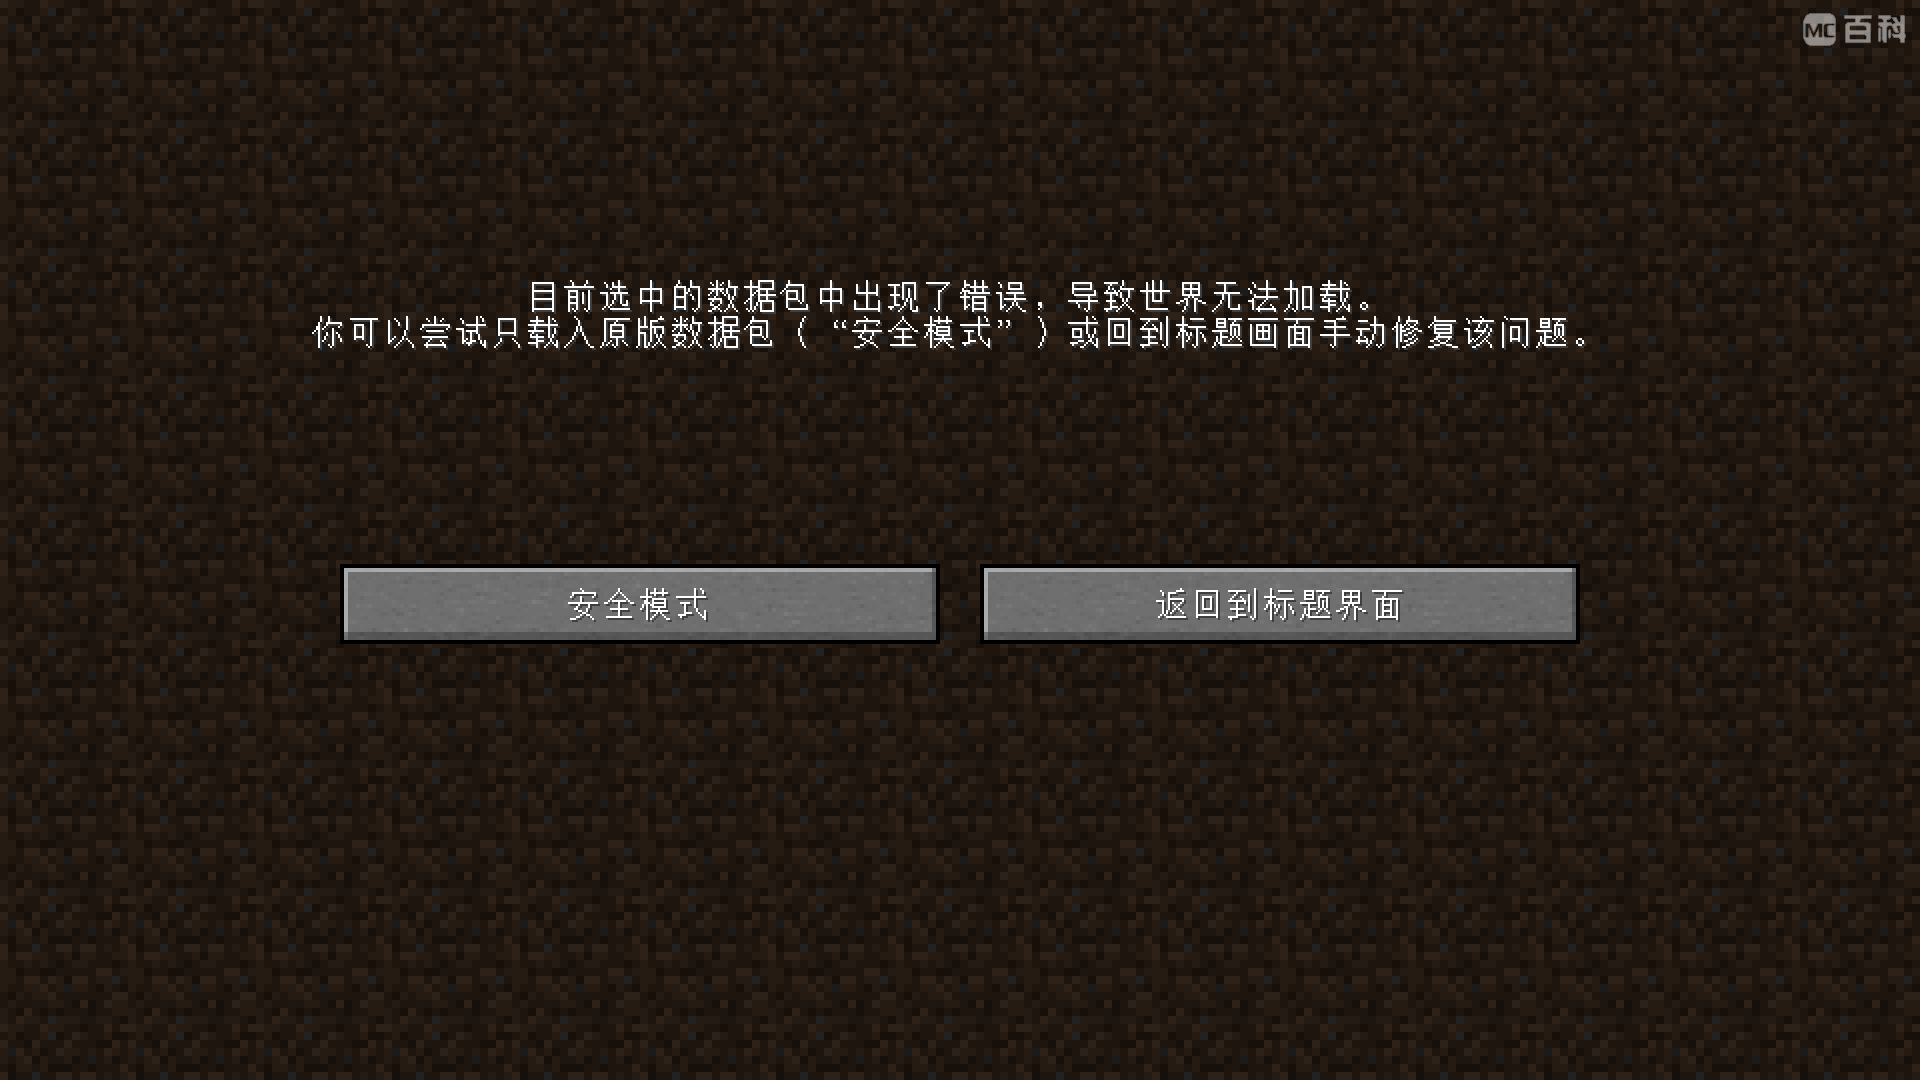 MC百科
目前选中的数据包中出现了错误，导致世界无法加载。
你可以尝试只载入原版数据包（“安全模式”）或回到标题画面手动修复该问题。
安全模式
返回到标题界面